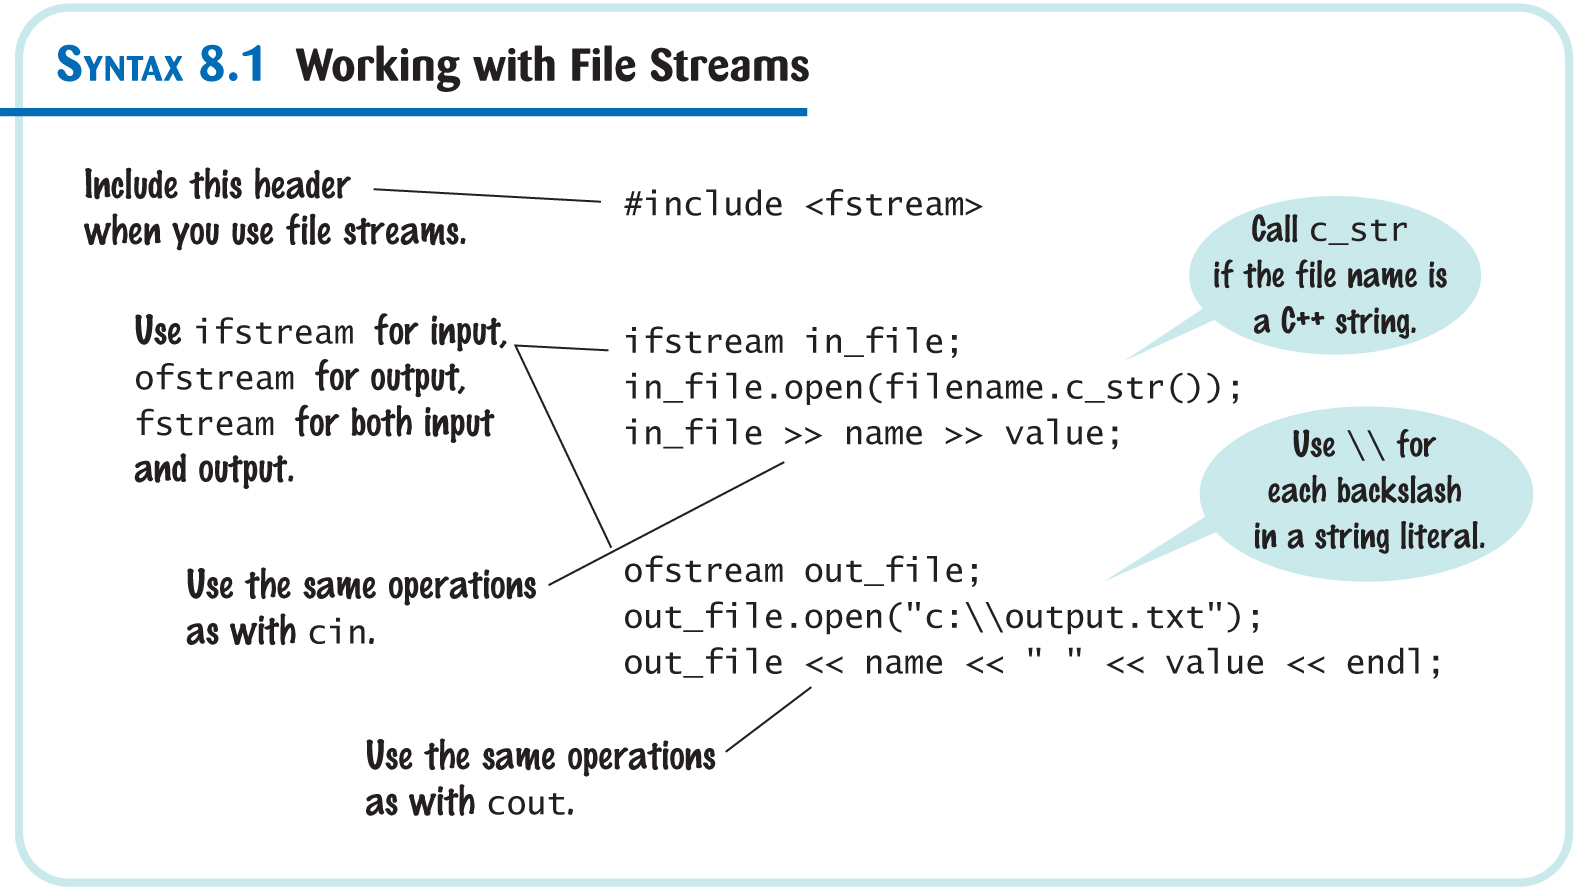 SYNTAX 8.1 Working with File Streams
Include this header
when you use file streams.
#include <fstream>
Call c_str
if the file name is
a C++ string.
Use ifstream for input,
ofstream for output,
fstream for both input
and output.
ifstream in_file;
in_file.open(filename.c_str());
in_file >> name >> value;
Use \\ for
each backslash
in a string literal.
Use the same operations
as with cin.
ofstream out_file;
out_file.open("c:\\output.txt");
out_file << name << " " << value << endl;
Use the same operations
as with cout.